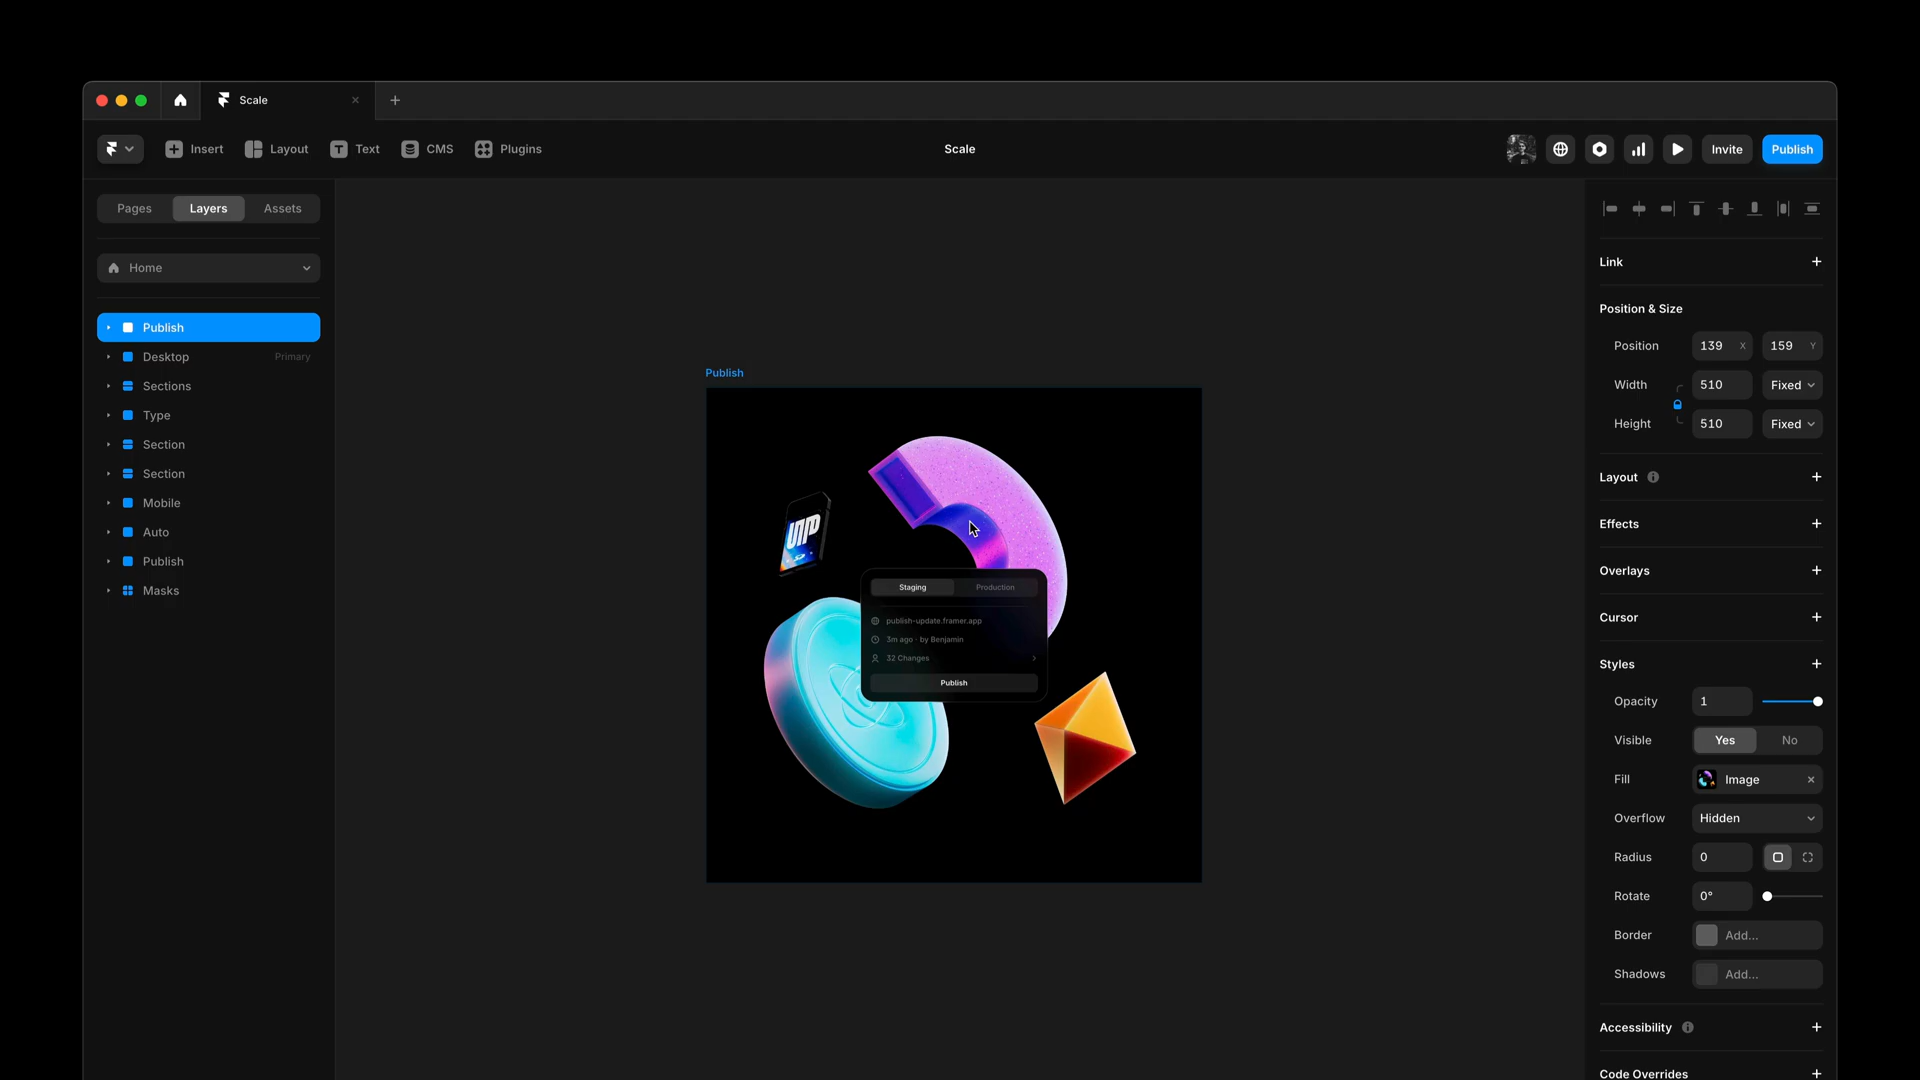 Scale
Insert
Layout
Text
CMS
Plugins
Scale
Invite
Publish
Pages
Layers
Assets
Home
Publish
Desktop
Primary
Sections
Type
Section
Section
Mobile
Auto
Publish
Masks
Publish
Staging
Production
publish-update.framer.app
3m ago · by Benjamin
32 Changes
Publish
Link
Position & Size
Position
139 X
159 Y
Width
510
Fixed
Height
510
Fixed
Layout
Effects
Overlays
Cursor
Styles
Opacity
1
Visible
Yes
No
Fill
Image
Overflow
Hidden
Radius
0
Rotate
0°
Border
Add...
Shadows
Add...
Accessibility
Code Overrides